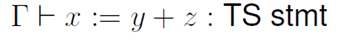 Γ ⊢ x := y + z : TS stmt